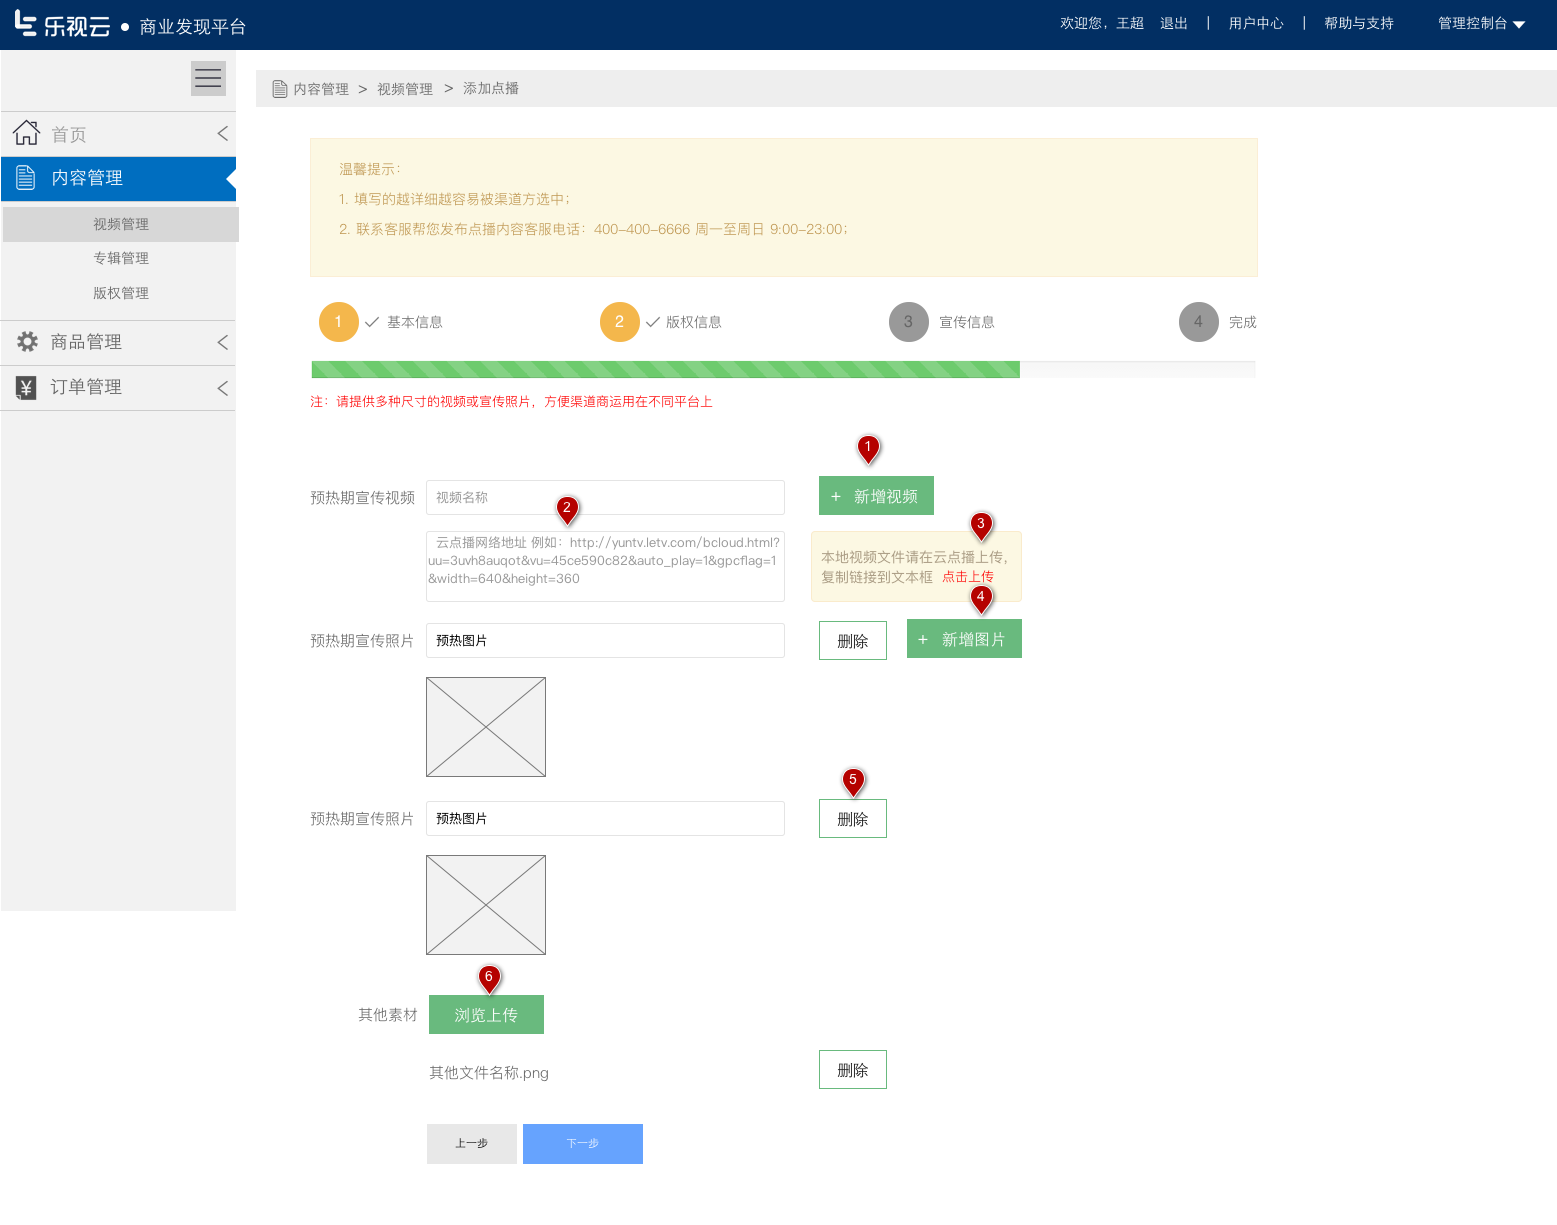 乐视云 ● 商业发现平台
欢迎您，王超 退出 | 用户中心 | 帮助与支持 管理控制台
内容管理 > 视频管理 > 添加点播
首页
内容管理
视频管理
专辑管理
版权管理
商品管理
订单管理
温馨提示：
1. 填写的越详细越容易被渠道方选中；
2. 联系客服帮您发布点播内容客服电话：400-400-6666 周一至周日 9:00-23:00；
1 基本信息
2 版权信息
3 宣传信息
4 完成
注：请提供多种尺寸的视频或宣传照片，方便渠道商运用在不同平台上
1
预热期宣传视频 视频名称 + 新增视频
2
3
云点播网络地址 例如：http://yuntv.letv.com/bcloud.html?
uu=3uvh8auqot&vu=45ce590c82&auto_play=1&gpcflag=1
&width=640&height=360
本地视频文件请在云点播上传，
复制链接到文本框 点击上传
4
预热期宣传照片 预热图片 删除 + 新增图片
5
预热期宣传照片 预热图片 删除
6
其他素材 浏览上传
其他文件名称.png 删除
上一步 下一步